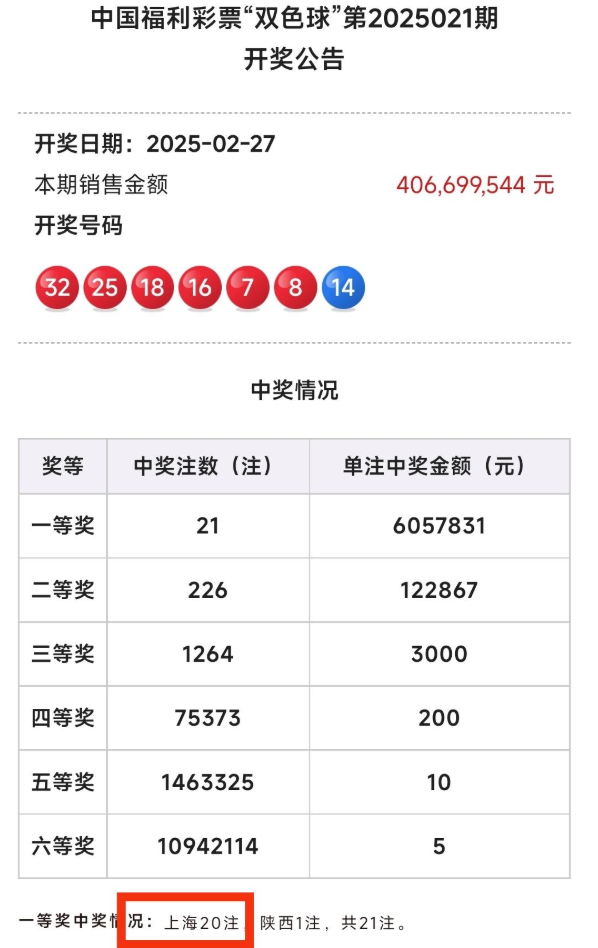 中国福利彩票“双色球”第2025021期
开奖公告
开奖日期：2025-02-27
本期销售金额 406,699,544 元
开奖号码
32 25 18 16 7 8 14
中奖情况
奖等 中奖注数（注） 单注中奖金额（元）
一等奖 21 6057831
二等奖 226 122867
三等奖 1264 3000
四等奖 75373 200
五等奖 1463325 10
六等奖 10942114 5
一等奖中奖情况：上海20注，陕西1注，共21注。